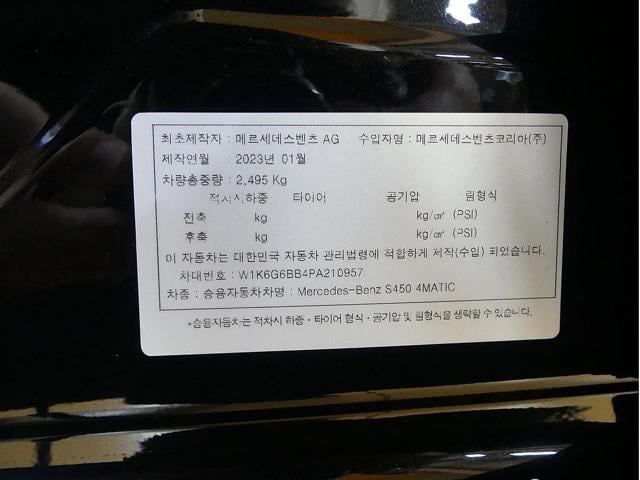 최초제작자 : 메르세데스벤츠 AG 수입자명 : 메르세데스벤츠코리아(주)
제작연월 : 2023년 01월
차량총중량 : 2,495 Kg
적차시하중 타이어 공기압 림형식
전축 kg kg/㎠ (PSI)
후축 kg kg/㎠ (PSI)
이 자동차는 대한민국 자동차 관리법령에 적합하게 제작(수입) 되었습니다.
차대번호 : W1K6G6BB4PA210957
차종 : 승용자동차차명 : Mercedes-Benz S450 4MATIC
*승용자동차는 적차시 하중・타이어 형식・공기압 및 림형식을 생략할 수 있습니다.